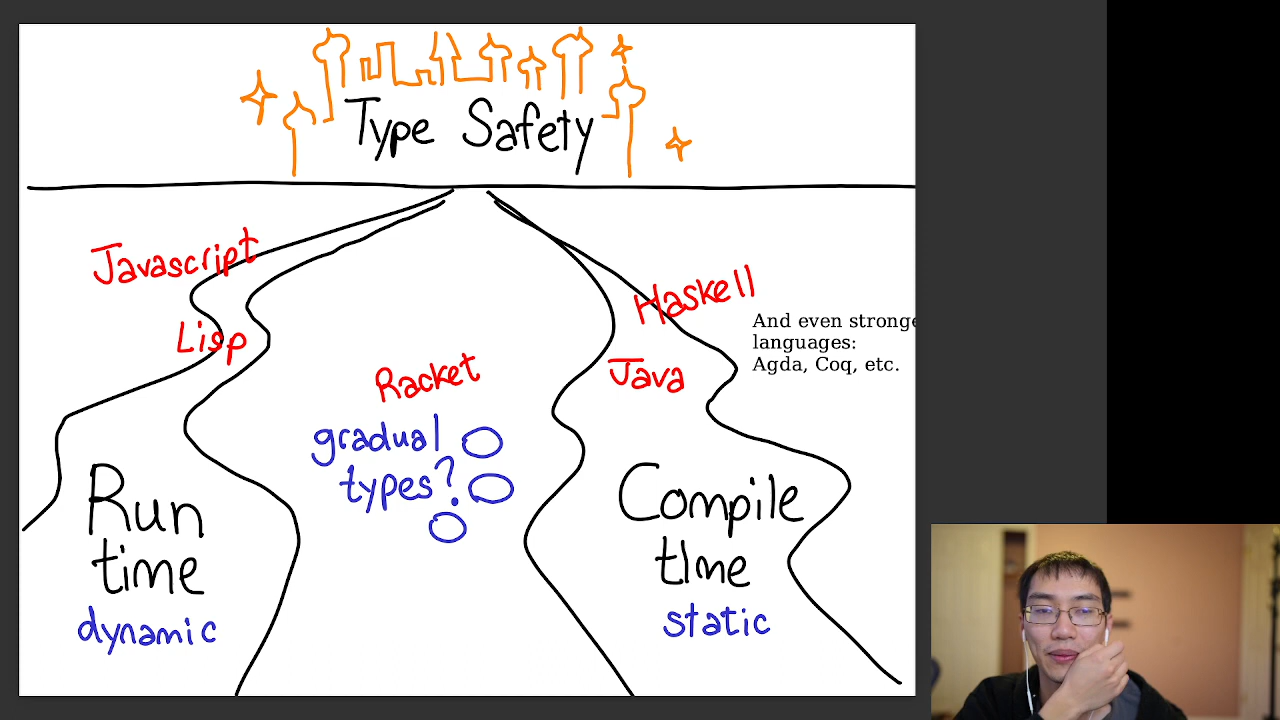 Type Safety
Javascript
Lisp
Haskell
And even stronge
languages:
Agda, Coq, etc.
Java
Racket
gradual
types?
Run
time
dynamic
Compile
tIme
static